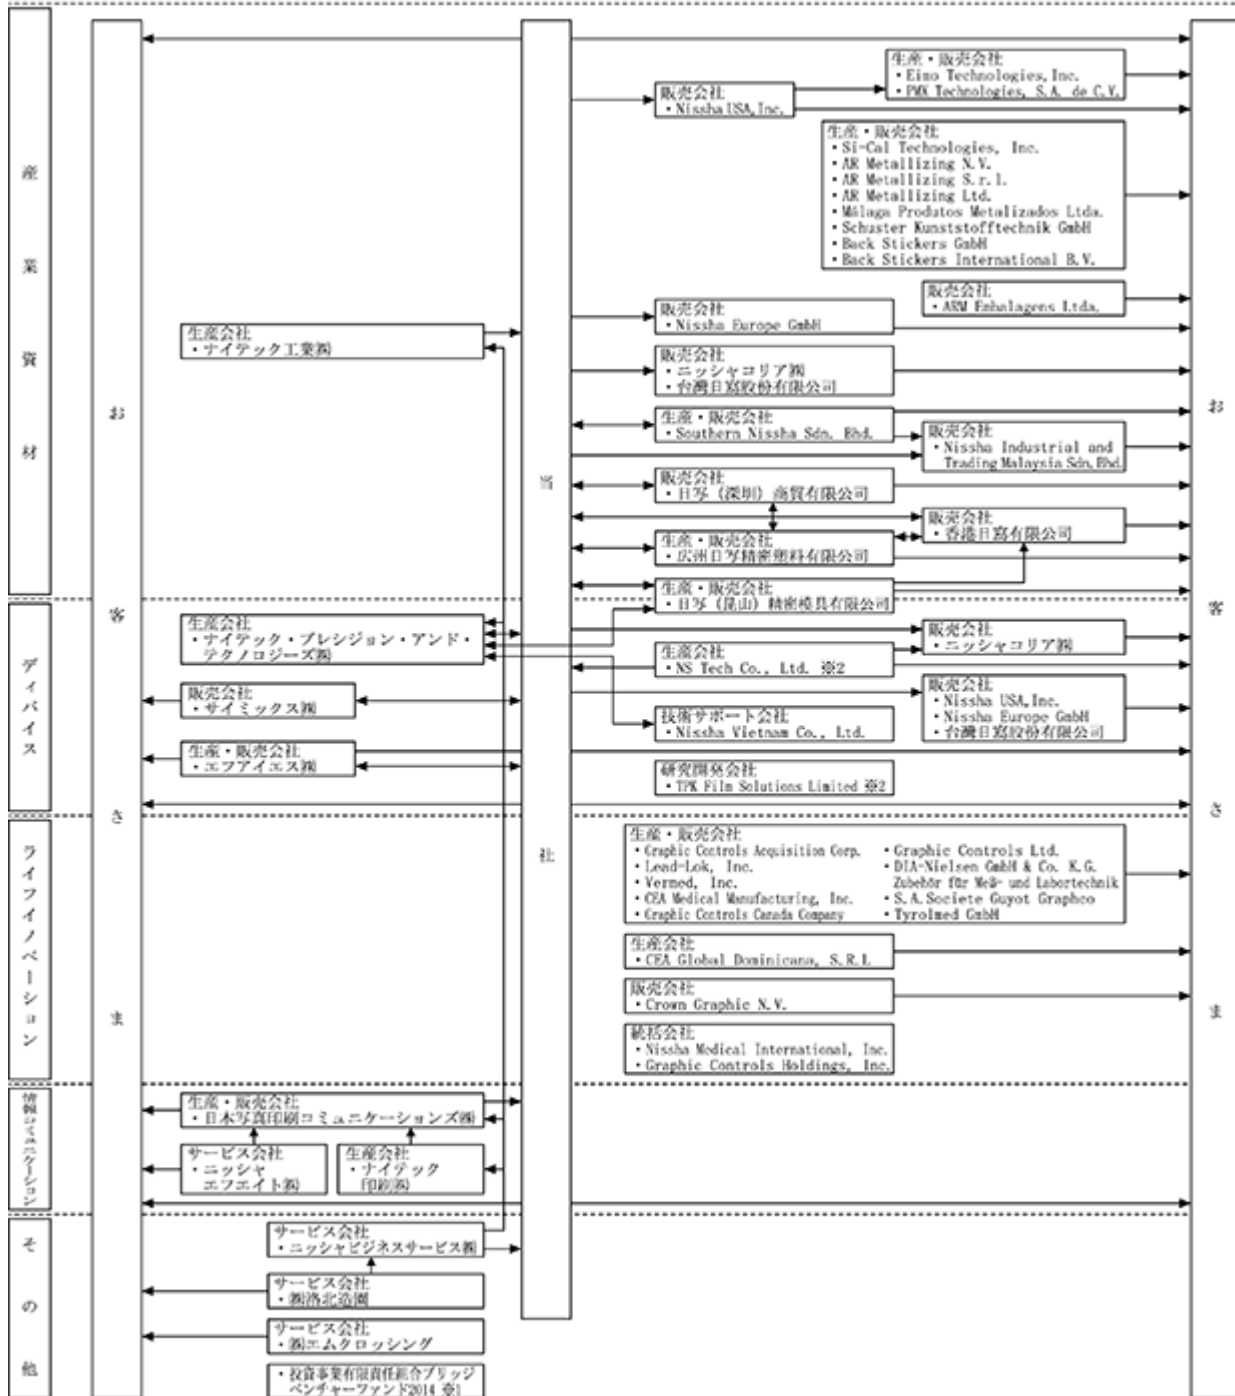 産業資材
お客さま
当社
お客さま
生産・販売会社
・Eimo Technologies, Inc.
・PMX Technologies, S.A. de C.V.
販売会社
・Nissha USA, Inc.
生産・販売会社
・Si-Cal Technologies, Inc.
・AR Metallizing N.V.
・AR Metallizing S.r.l.
・AR Metallizing Ltd.
・Málaga Produtos Metalizados Ltda.
・Schuster Kunststofftechnik GmbH
・Back Stickers GmbH
・Back Stickers International B.V.
販売会社
・ARM Embalagens Ltda.
販売会社
・Nissha Europe GmbH
生産会社
・ナイテック工業㈱
販売会社
・ニッシャコリア㈱
・台灣日寫股份有限公司
生産・販売会社
・Southern Nissha Sdn. Bhd.
販売会社
・Nissha Industrial and
Trading Malaysia Sdn. Bhd.
販売会社
・日写（深圳）商貿有限公司
販売会社
・香港日寫有限公司
生産・販売会社
・広州日写精密塑料有限公司
生産・販売会社
・日写（昆山）精密模具有限公司
ディバイス
生産会社
・ナイテック・プレシジョン・アンド・
テクノロジーズ㈱
販売会社
・ニッシャコリア㈱
生産会社
・NS Tech Co., Ltd. ※2
販売会社
・サイミックス㈱
販売会社
・Nissha USA, Inc.
・Nissha Europe GmbH
・台灣日寫股份有限公司
技術サポート会社
・Nissha Vietnam Co., Ltd.
生産・販売会社
・エフアイエス㈱
研究開発会社
・TPK Film Solutions Limited ※2
ライフイノベーション
生産・販売会社
・Graphic Controls Acquisition Corp.
・Lead-Lok, Inc.
・Vermed, Inc.
・CEA Medical Manufacturing, Inc.
・Graphic Controls Canada Company
・Graphic Controls Ltd.
・DIA-Nielsen GmbH & Co. K.G.
Zubehör für Meß- und Labortechnik
・S.A. Societe Guyot Graphco
・Tyrolmed GmbH
生産会社
・CEA Global Dominicana, S.R.L
販売会社
・Crown Graphic N.V.
統括会社
・Nissha Medical International, Inc.
・Graphic Controls Holdings, Inc.
情報コミュニケーション
生産・販売会社
・日本写真印刷コミュニケーションズ㈱
サービス会社
・ニッシャ
エフエイト㈱
生産会社
・ナイテック
印刷㈱
その他
サービス会社
・ニッシャビジネスサービス㈱
サービス会社
・㈱洛北造園
サービス会社
・㈱エムクロッシング
・投資事業有限責任組合ブリッジ
ベンチャーファンド2014 ※1